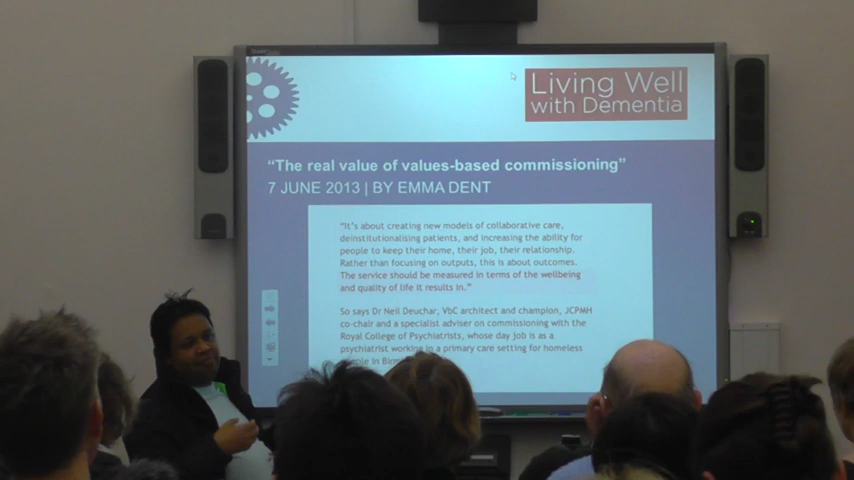 Living Well
with Dementia
“The real value of values-based commissioning”
7 JUNE 2013 | BY EMMA DENT
“It’s about creating new models of collaborative care,
deinstitutionalising patients, and increasing the ability for
people to keep their home, their job, their relationship.
Rather than focusing on outputs, this is about outcomes.
The service should be measured in terms of the wellbeing
and quality of life it results in.”
So says Dr Neil Deuchar, VbC architect and champion, JCPMH
co-chair and a specialist adviser on commissioning with the
Royal College of Psychiatrists, whose day job is as a
psychiatrist working in a primary care setting for homeless
in